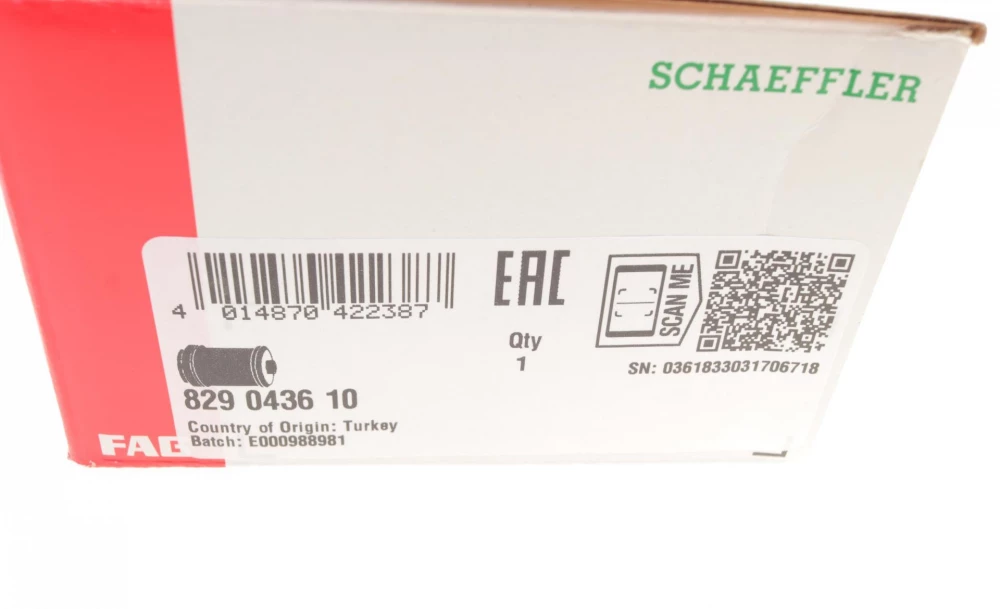 SCHAEFFLER
4 014870 422387
EAC
SCAN ME
Qty
1
SN: 0361833031706718
829 0436 10
Country of Origin: Turkey
Batch: E000988981
FAG